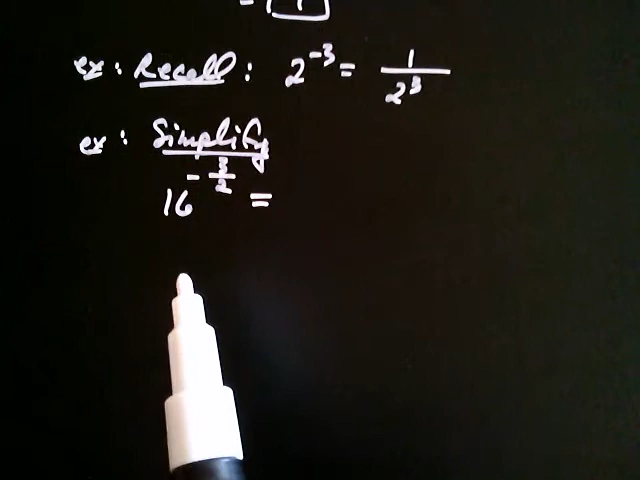 ex: Recall: 2^-3 = 1/2^3
ex: Simplify
16^-3/2 =